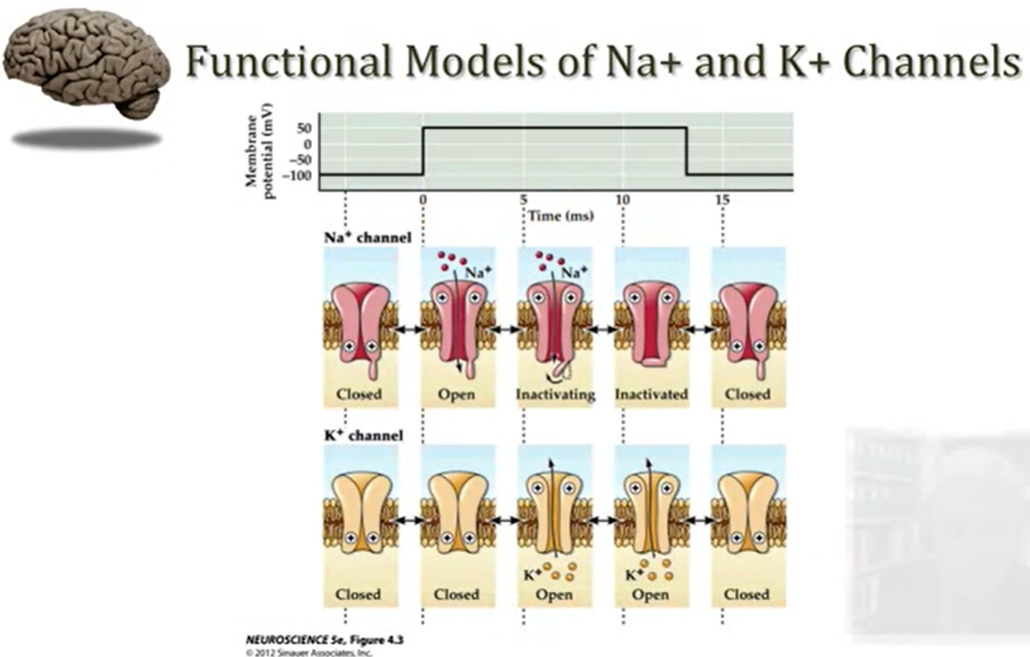 Functional Models of Na+ and K+ Channels
Membrane
potential (mV)
50
0
−50
−100
0 5 10 15
Time (ms)
Na⁺ channel
Na⁺ Na⁺
Closed Open Inactivating Inactivated Closed
K⁺ channel
K⁺ K⁺
Closed Closed Open Open Closed
NEUROSCIENCE 5e, Figure 4.3
© 2012 Sinauer Associates, Inc.